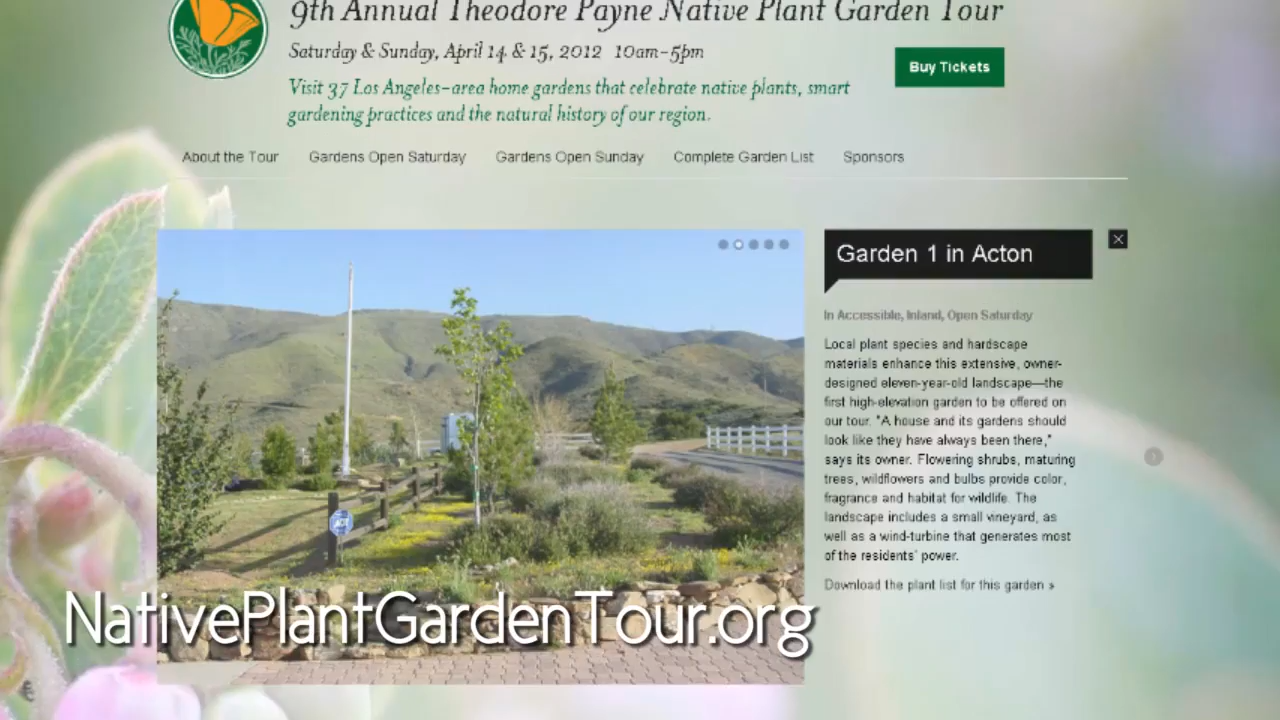 9th Annual Theodore Payne Native Plant Garden Tour
Saturday & Sunday, April 14 & 15, 2012 10am-5pm
Buy Tickets
Visit 37 Los Angeles-area home gardens that celebrate native plants, smart
gardening practices and the natural history of our region.
About the Tour
Gardens Open Saturday
Gardens Open Sunday
Complete Garden List
Sponsors
Garden 1 in Acton
In Accessible, Inland, Open Saturday
Local plant species and hardscape
materials enhance this extensive, owner-
designed eleven-year-old landscape—the
first high-elevation garden to be offered on
our tour. "A house and its gardens should
look like they have always been there,"
says its owner. Flowering shrubs, maturing
trees, wildflowers and bulbs provide color,
fragrance and habitat for wildlife. The
landscape includes a small vineyard, as
well as a wind-turbine that generates most
of the residents' power.
Download the plant list for this garden »
ADT
NativePlantGardenTour.org